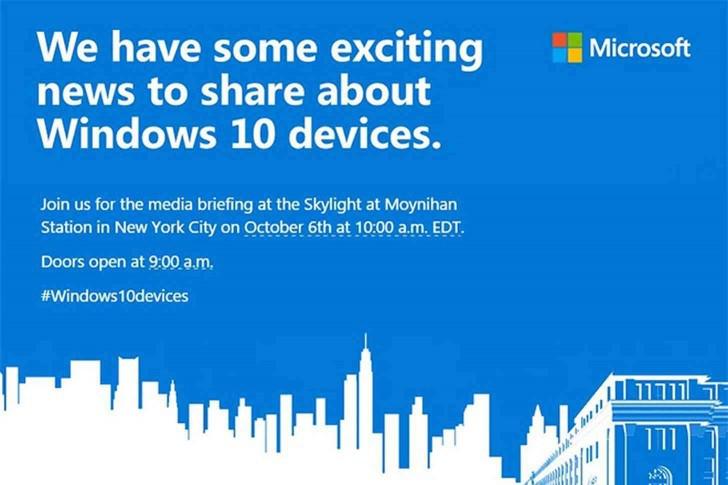 We have some exciting
news to share about
Windows 10 devices.
Microsoft
Join us for the media briefing at the Skylight at Moynihan
Station in New York City on October 6th at 10:00 a.m. EDT.
Doors open at 9:00 a.m.
#Windows10devices